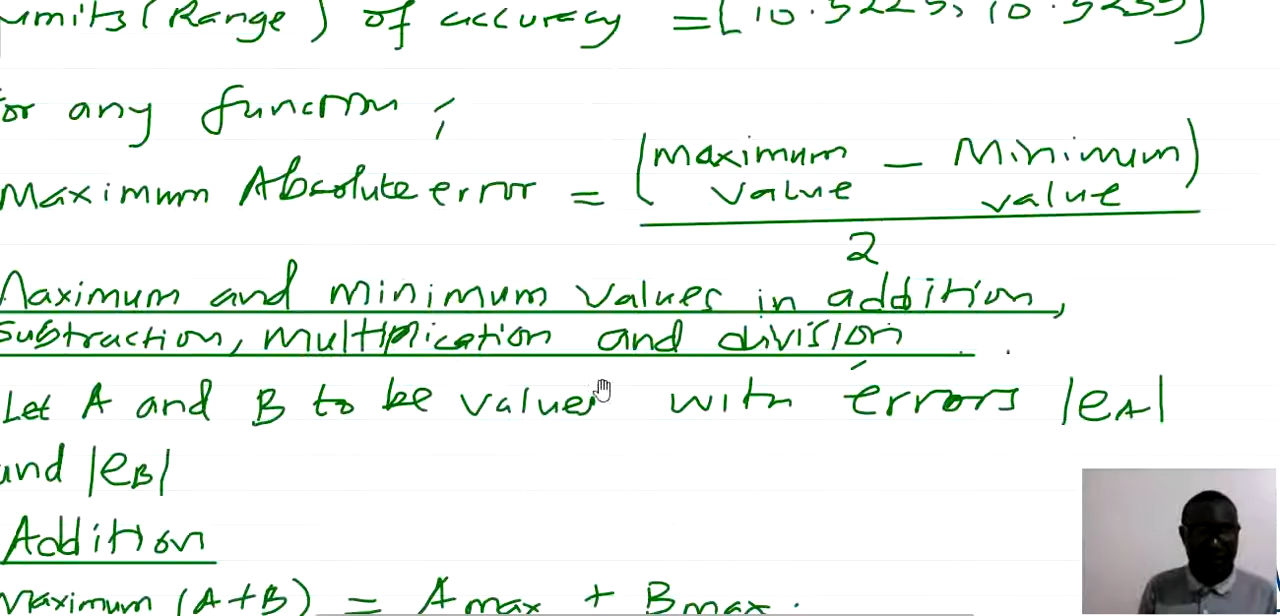 (Range) of accuracy = [10.5225, 10.5235]
any function;
Maximum Absolute error = (maximum value – Minimum value)
2
Maximum and minimum values in addition,
subtraction, multiplication and division.
Let A and B to be values with errors |eA|
and |eB|
Addition
Maximum (A+B) = Amax + Bmax.